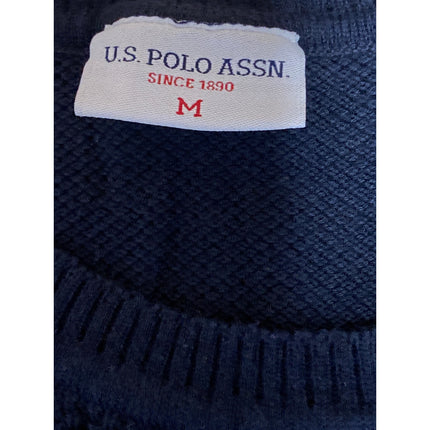 U.S. POLO ASSN.
SINCE 1890
M